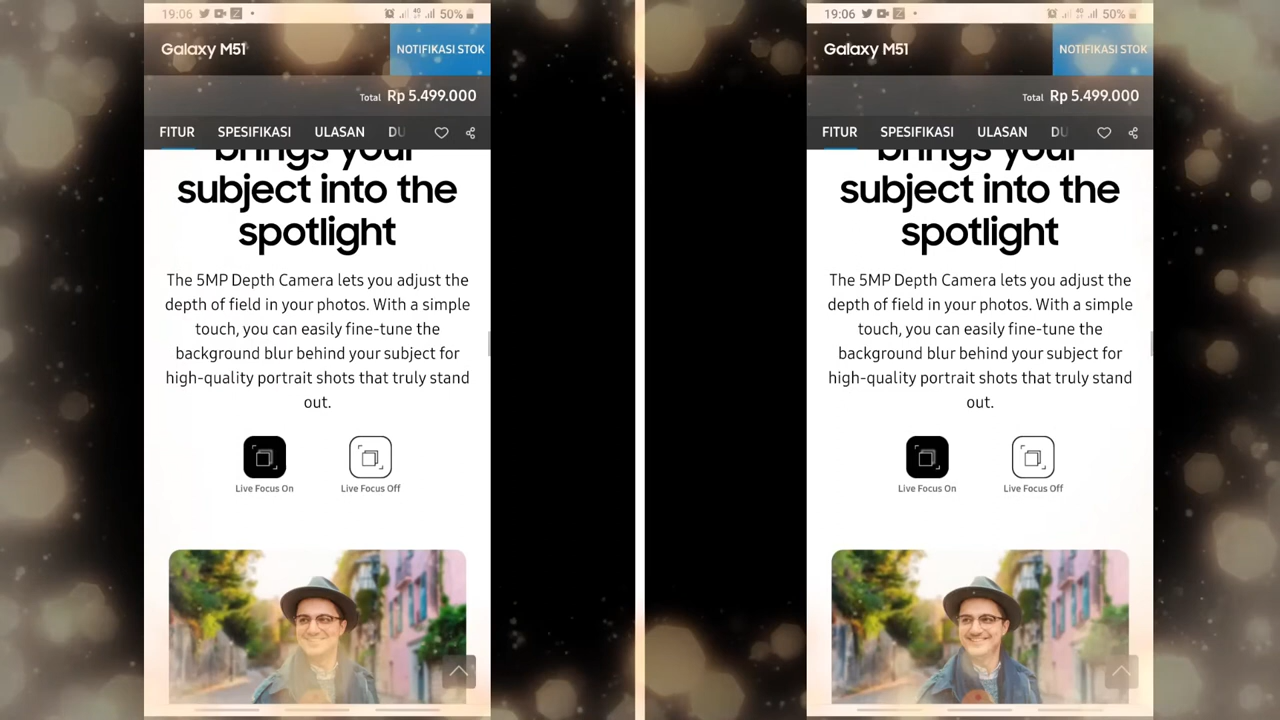 19:06 50%
Galaxy M51
NOTIFIKASI STOK
Total Rp 5.499.000
FITUR SPESIFIKASI ULASAN DU
brings your
subject into the
spotlight
The 5MP Depth Camera lets you adjust the
depth of field in your photos. With a simple
touch, you can easily fine-tune the
background blur behind your subject for
high-quality portrait shots that truly stand
out.
Live Focus On Live Focus Off
19:06 50%
Galaxy M51
NOTIFIKASI STOK
Total Rp 5.499.000
FITUR SPESIFIKASI ULASAN DU
brings your
subject into the
spotlight
The 5MP Depth Camera lets you adjust the
depth of field in your photos. With a simple
touch, you can easily fine-tune the
background blur behind your subject for
high-quality portrait shots that truly stand
out.
Live Focus On Live Focus Off